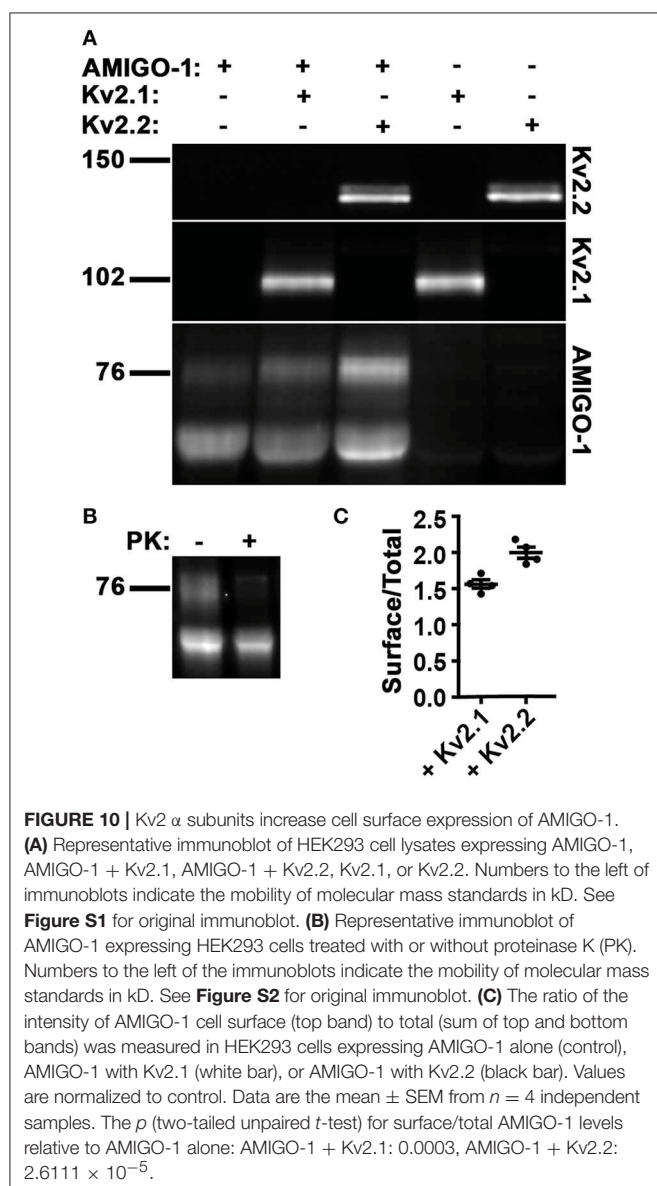 A
AMIGO-1: + + + - -
Kv2.1: - + - + -
Kv2.2: - - + - +
150
Kv2.2
102
Kv2.1
76
AMIGO-1
B
PK: - +
76
C
Surface/Total
2.5
2.0
1.5
1.0
0.5
0.0
+ Kv2.1
+ Kv2.2
FIGURE 10 | Kv2 α subunits increase cell surface expression of AMIGO-1.
(A) Representative immunoblot of HEK293 cell lysates expressing AMIGO-1,
AMIGO-1 + Kv2.1, AMIGO-1 + Kv2.2, Kv2.1, or Kv2.2. Numbers to the left of
immunoblots indicate the mobility of molecular mass standards in kD. See
Figure S1 for original immunoblot. (B) Representative immunoblot of
AMIGO-1 expressing HEK293 cells treated with or without proteinase K (PK).
Numbers to the left of the immunoblots indicate the mobility of molecular mass
standards in kD. See Figure S2 for original immunoblot. (C) The ratio of the
intensity of AMIGO-1 cell surface (top band) to total (sum of top and bottom
bands) was measured in HEK293 cells expressing AMIGO-1 alone (control),
AMIGO-1 with Kv2.1 (white bar), or AMIGO-1 with Kv2.2 (black bar). Values
are normalized to control. Data are the mean ± SEM from n = 4 independent
samples. The p (two-tailed unpaired t-test) for surface/total AMIGO-1 levels
relative to AMIGO-1 alone: AMIGO-1 + Kv2.1: 0.0003, AMIGO-1 + Kv2.2:
2.6111 × 10⁻⁵.